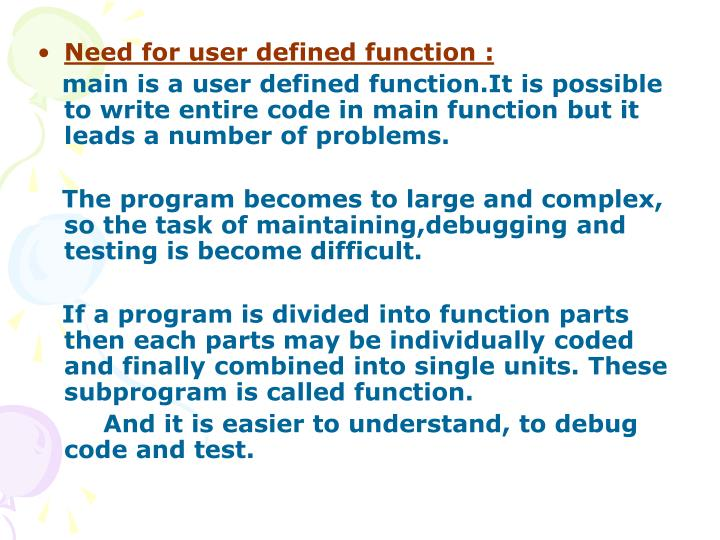 • Need for user defined function :
main is a user defined function.It is possible
to write entire code in main function but it
leads a number of problems.
The program becomes to large and complex,
so the task of maintaining,debugging and
testing is become difficult.
If a program is divided into function parts
then each parts may be individually coded
and finally combined into single units. These
subprogram is called function.
And it is easier to understand, to debug
code and test.